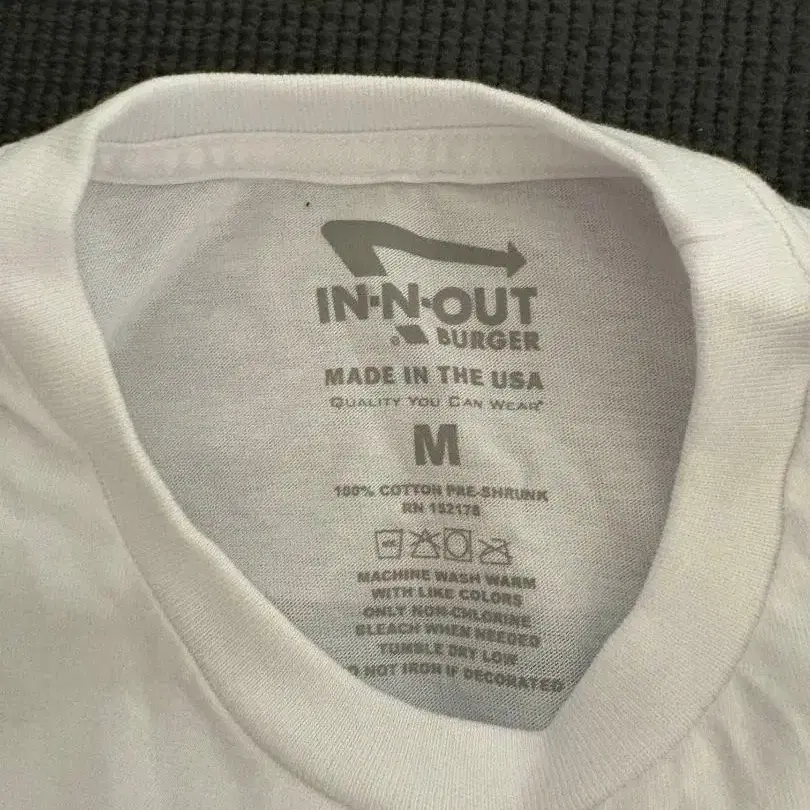 IN-N-OUT
BURGER
MADE IN THE USA
QUALITY YOU CAN WEAR®
M
100% COTTON PRE-SHRUNK
RN 152178
MACHINE WASH WARM
WITH LIKE COLORS
ONLY NON-CHLORINE
BLEACH WHEN NEEDED
TUMBLE DRY LOW
DO NOT IRON IF DECORATED